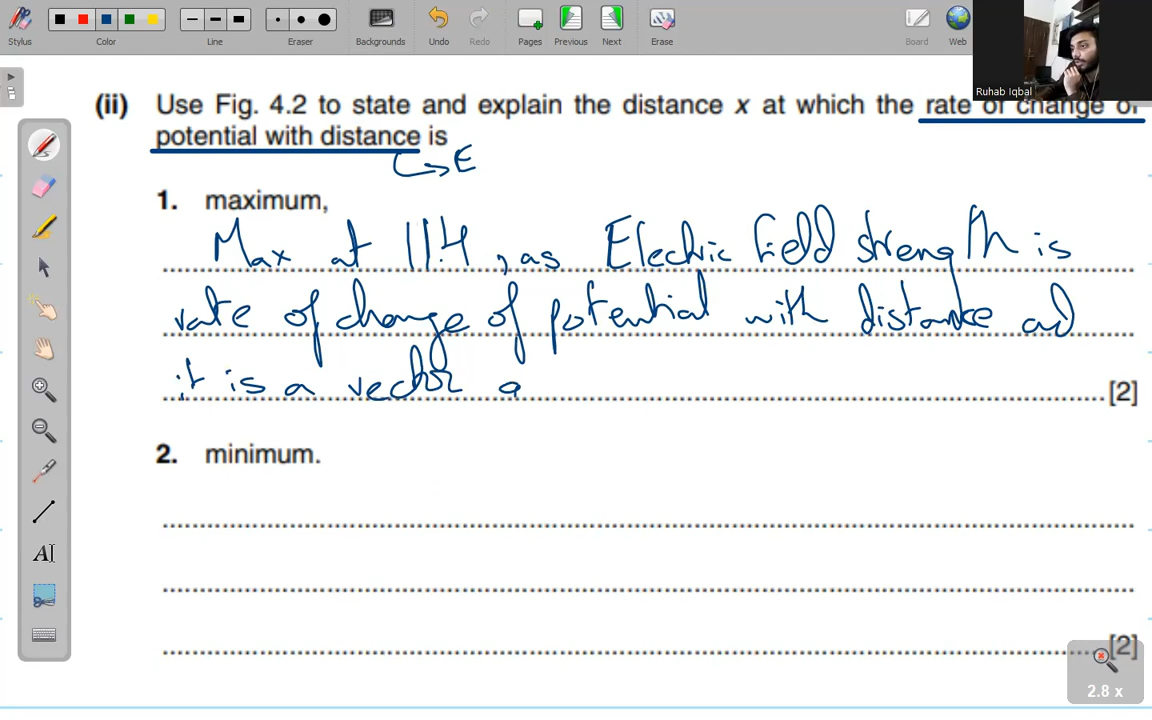 Stylus
Color
Line
Eraser
Backgrounds
Undo
Redo
Pages
Previous
Next
Erase
Board
Web
Ruhab Iqbal
(ii) Use Fig. 4.2 to state and explain the distance x at which the rate of change of
potential with distance is
↳ E
1. maximum,
Max at 11.4, as Electric field strength is
rate of change of potential with distance ad
it is a vector a
[2]
2. minimum.
[2]
AI
2.8 x